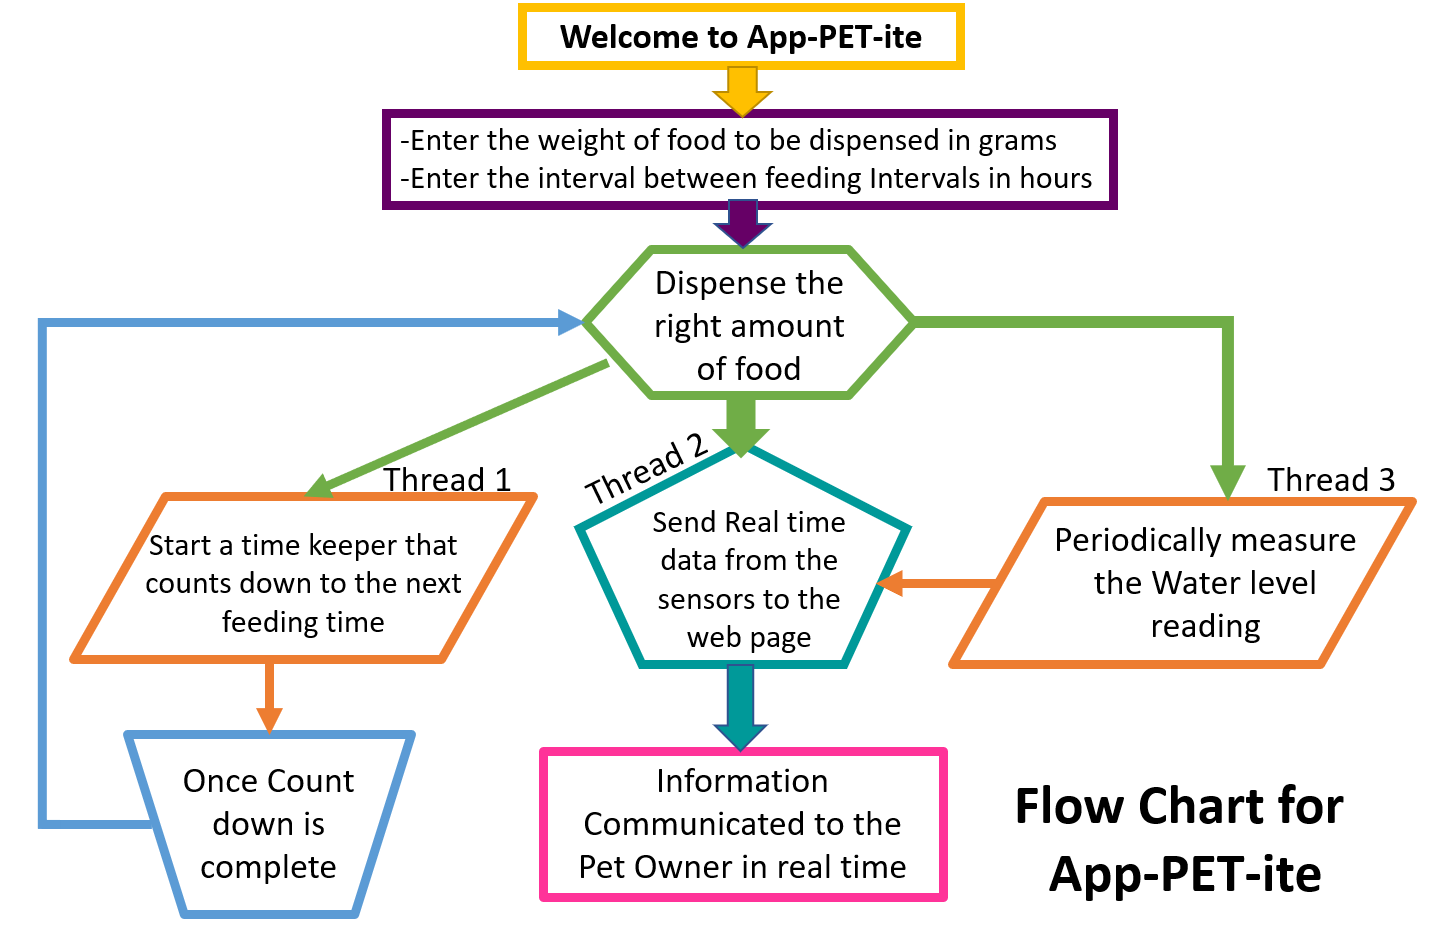 Welcome to App-PET-ite
-Enter the weight of food to be dispensed in grams
-Enter the interval between feeding Intervals in hours
Dispense the
right amount
of food
Thread 1
Start a time keeper that
counts down to the next
feeding time
Once Count
down is
complete
Thread 2
Send Real time
data from the
sensors to the
web page
Information
Communicated to the
Pet Owner in real time
Thread 3
Periodically measure
the Water level
reading
Flow Chart for
App-PET-ite